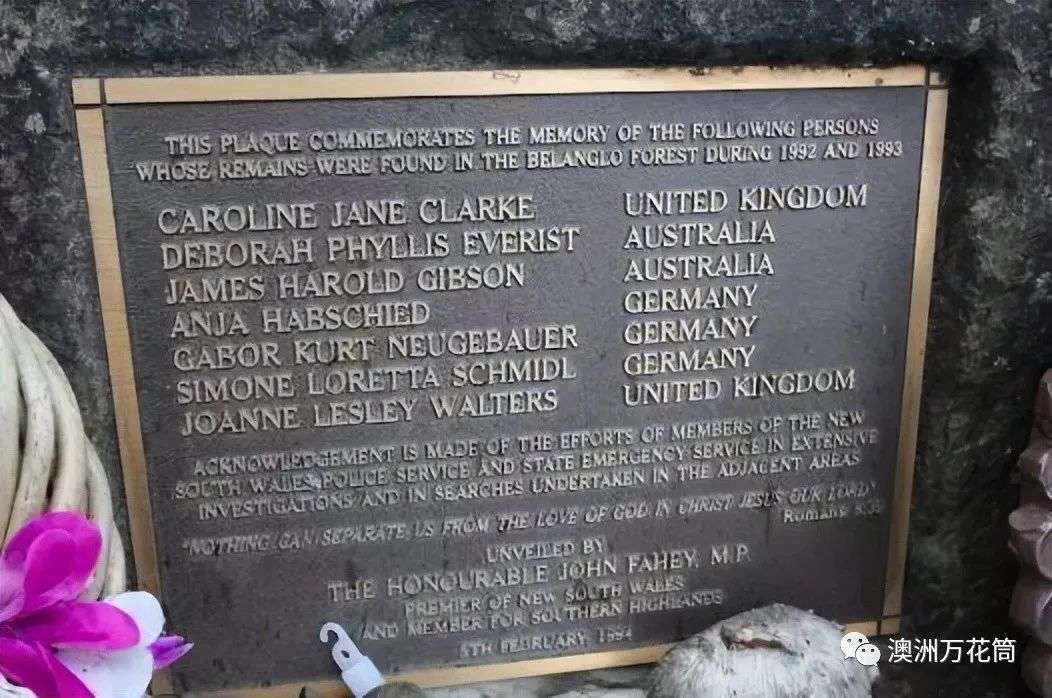 THIS PLAQUE COMMEMORATES THE MEMORY OF THE FOLLOWING PERSONS
WHOSE REMAINS WERE FOUND IN THE BELANGLO FOREST DURING 1992 AND 1993
CAROLINE JANE CLARKE UNITED KINGDOM
DEBORAH PHYLLIS EVERIST AUSTRALIA
JAMES HAROLD GIBSON AUSTRALIA
ANJA HABSCHIED GERMANY
GABOR KURT NEUGEBAUER GERMANY
SIMONE LORETTA SCHMIDL GERMANY
JOANNE LESLEY WALTERS UNITED KINGDOM
ACKNOWLEDGEMENT IS MADE OF THE EFFORTS OF MEMBERS OF THE NEW
SOUTH WALES POLICE SERVICE AND STATE EMERGENCY SERVICE IN EXTENSIVE
INVESTIGATIONS AND IN SEARCHES UNDERTAKEN IN THE ADJACENT AREAS
"NOTHING CAN SEPARATE US FROM THE LOVE OF GOD IN CHRIST JESUS OUR LORD"
Romans
UNVEILED BY
THE HONOURABLE JOHN FAHEY, M.P.
PREMIER OF NEW SOUTH WALES
AND MEMBER FOR SOUTHERN HIGHLANDS
5TH FEBRUARY, 1994
澳洲万花筒